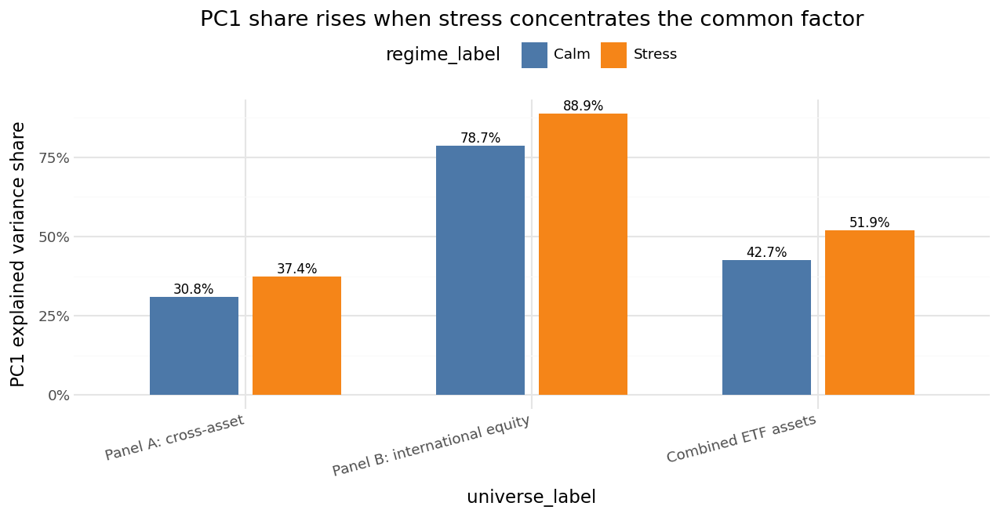 PC1 share rises when stress concentrates the common factor
regime_label Calm Stress
PC1 explained variance share
75%
50%
25%
0%
30.8%
37.4%
78.7%
88.9%
42.7%
51.9%
Panel A: cross-asset
Panel B: international equity
Combined ETF assets
universe_label